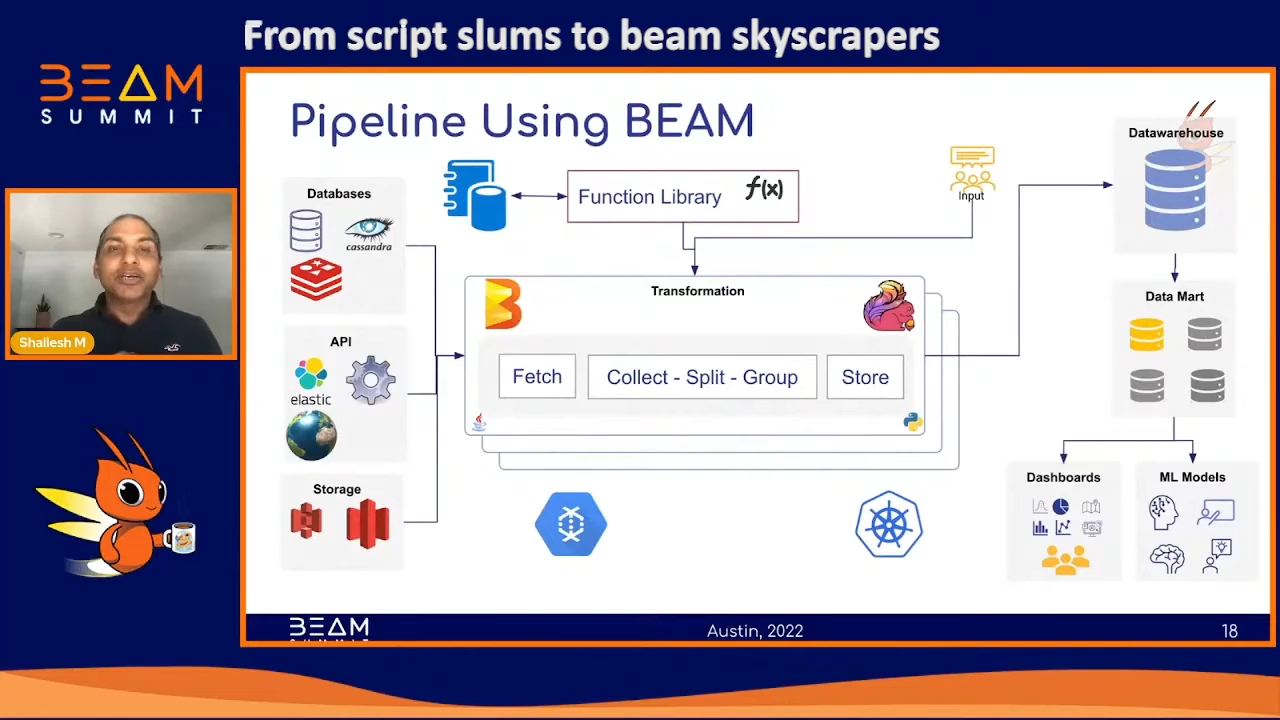 From script slums to beam skyscrapers
BEAM
SUMMIT
Shailesh M
Pipeline Using BEAM
Databases
cassandra
API
elastic
Storage
Function Library f(x)
Input
Transformation
Fetch
Collect - Split - Group
Store
Datawarehouse
Data Mart
Dashboards
ML Models
BEAM
Austin, 2022
18